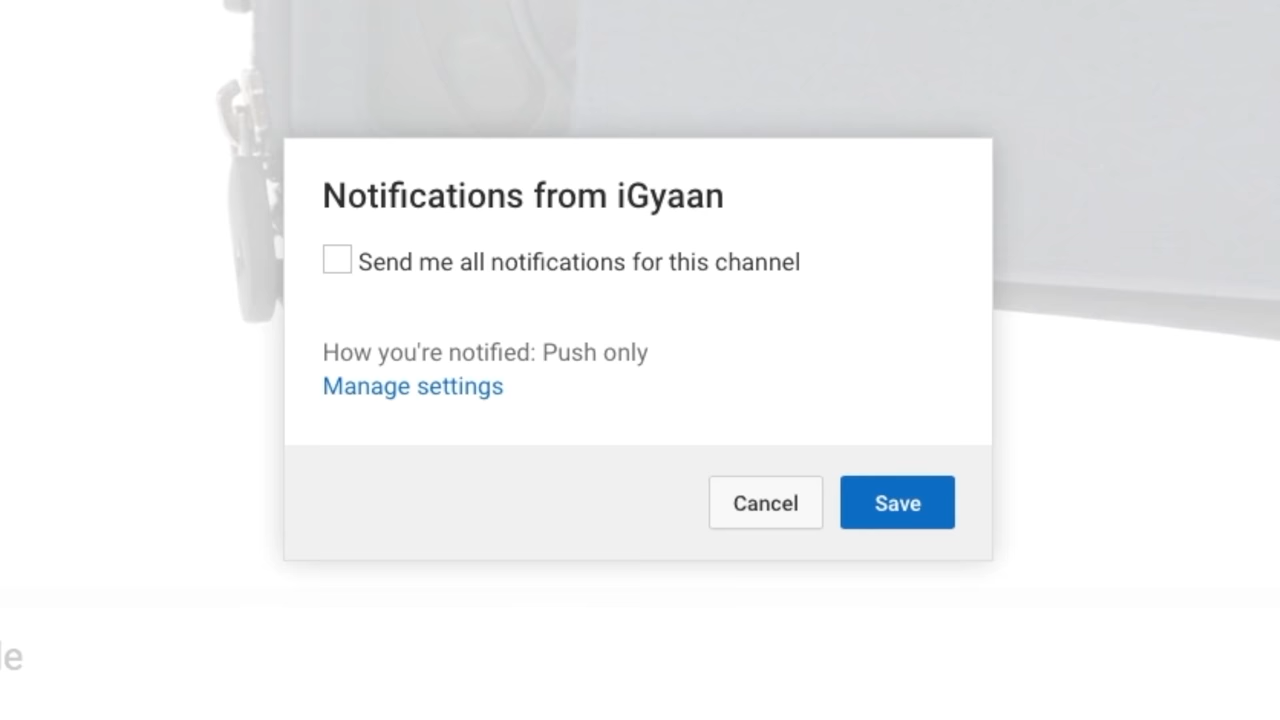 Notifications from iGyaan
Send me all notifications for this channel
How you're notified: Push only
Manage settings
Cancel
Save